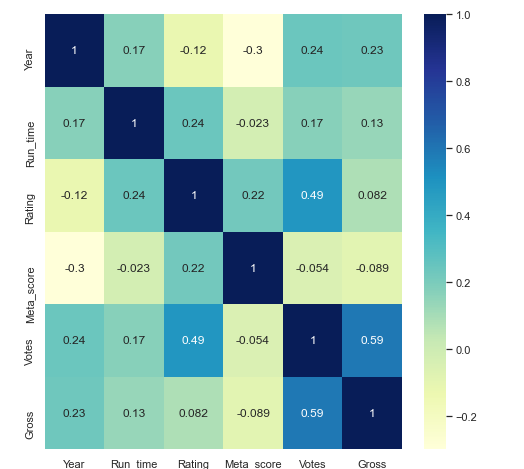 Year 1 0.17 -0.12 -0.3 0.24 0.23
Run_time 0.17 1 0.24 -0.023 0.17 0.13
Rating -0.12 0.24 1 0.22 0.49 0.082
Meta_score -0.3 -0.023 0.22 1 -0.054 -0.089
Votes 0.24 0.17 0.49 -0.054 1 0.59
Gross 0.23 0.13 0.082 -0.089 0.59 1
Year Run_time Rating Meta_score Votes Gross
1.0
0.8
0.6
0.4
0.2
0.0
-0.2